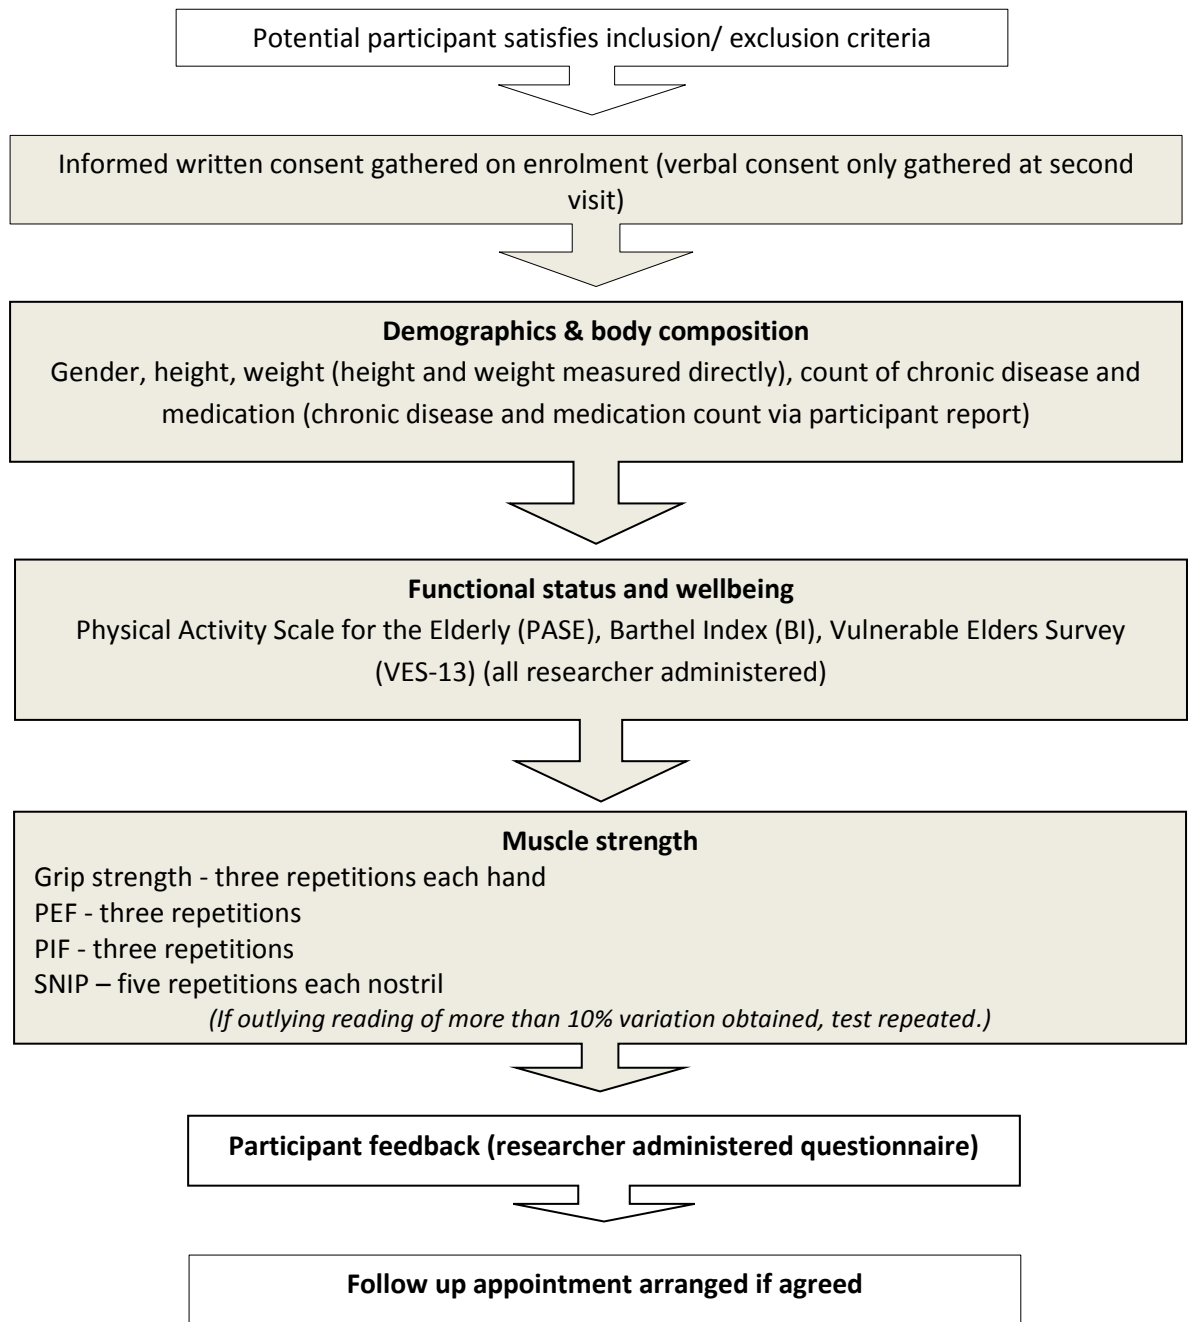 Potential participant satisfies inclusion/ exclusion criteria
Informed written consent gathered on enrolment (verbal consent only gathered at second
visit)
Demographics & body composition
Gender, height, weight (height and weight measured directly), count of chronic disease and
medication (chronic disease and medication count via participant report)
Functional status and wellbeing
Physical Activity Scale for the Elderly (PASE), Barthel Index (BI), Vulnerable Elders Survey
(VES-13) (all researcher administered)
Muscle strength
Grip strength - three repetitions each hand
PEF - three repetitions
PIF - three repetitions
SNIP – five repetitions each nostril
(If outlying reading of more than 10% variation obtained, test repeated.)
Participant feedback (researcher administered questionnaire)
Follow up appointment arranged if agreed